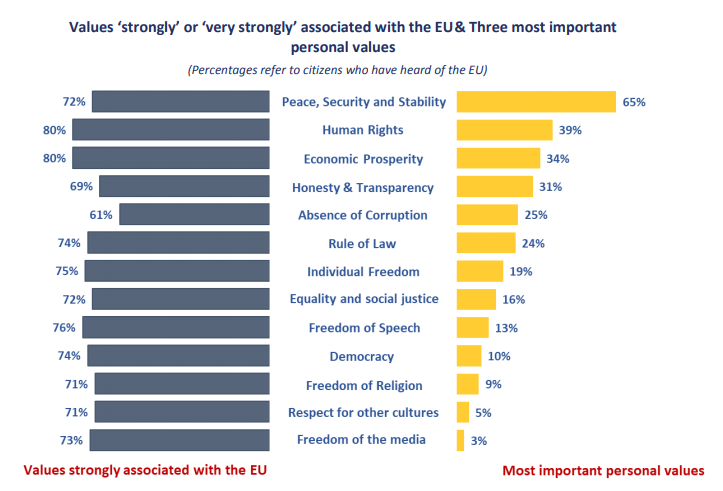 Values ‘strongly’ or ‘very strongly’ associated with the EU& Three most important
personal values
(Percentages refer to citizens who have heard of the EU)
72% Peace, Security and Stability 65%
80% Human Rights 39%
80% Economic Prosperity 34%
69% Honesty & Transparency 31%
61% Absence of Corruption 25%
74% Rule of Law 24%
75% Individual Freedom 19%
72% Equality and social justice 16%
76% Freedom of Speech 13%
74% Democracy 10%
71% Freedom of Religion 9%
71% Respect for other cultures 5%
73% Freedom of the media 3%
Values strongly associated with the EU Most important personal values